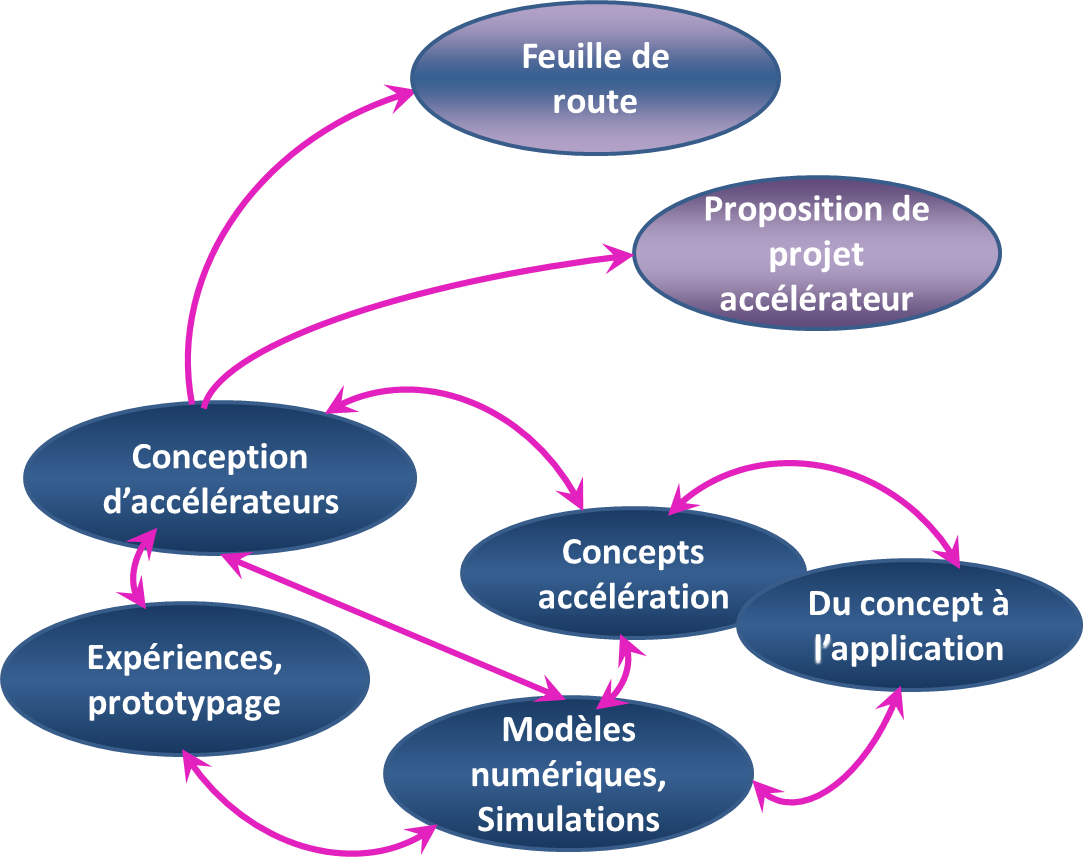 Feuille de
route
Proposition de
projet
accélérateur
Conception
d’accélérateurs
Concepts
accélération
Du concept à
l’application
Expériences,
prototypage
Modèles
numériques,
Simulations